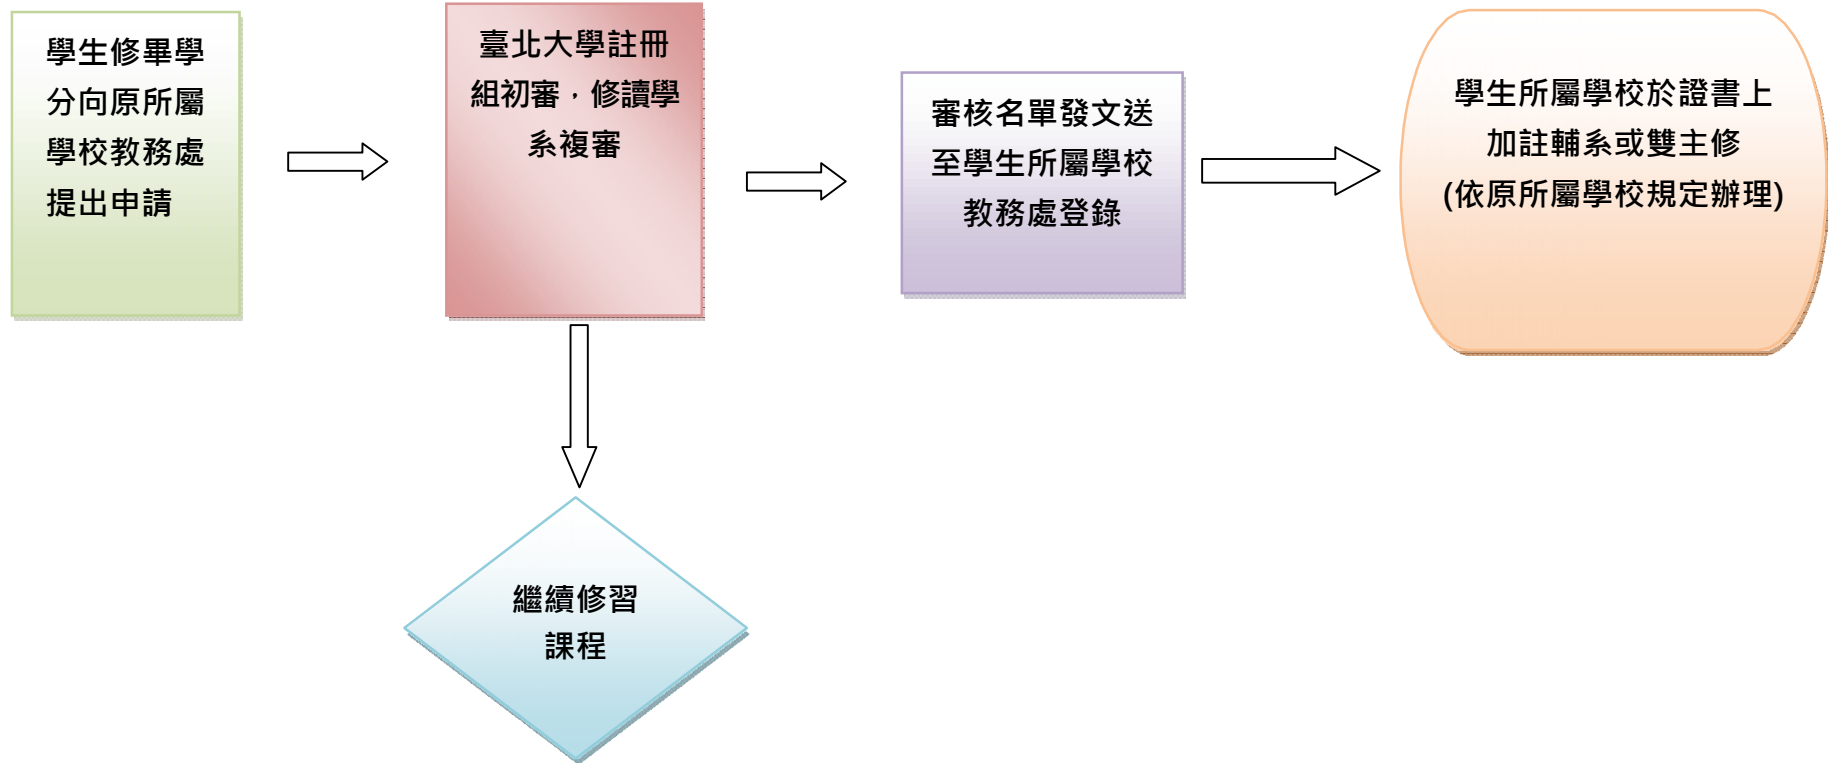 學生修畢學
分向原所屬
學校教務處
提出申請
臺北大學註冊
組初審，修讀學
系複審
審核名單發文送
至學生所屬學校
教務處登錄
學生所屬學校於證書上
加註輔系或雙主修
(依原所屬學校規定辦理)
繼續修習
課程